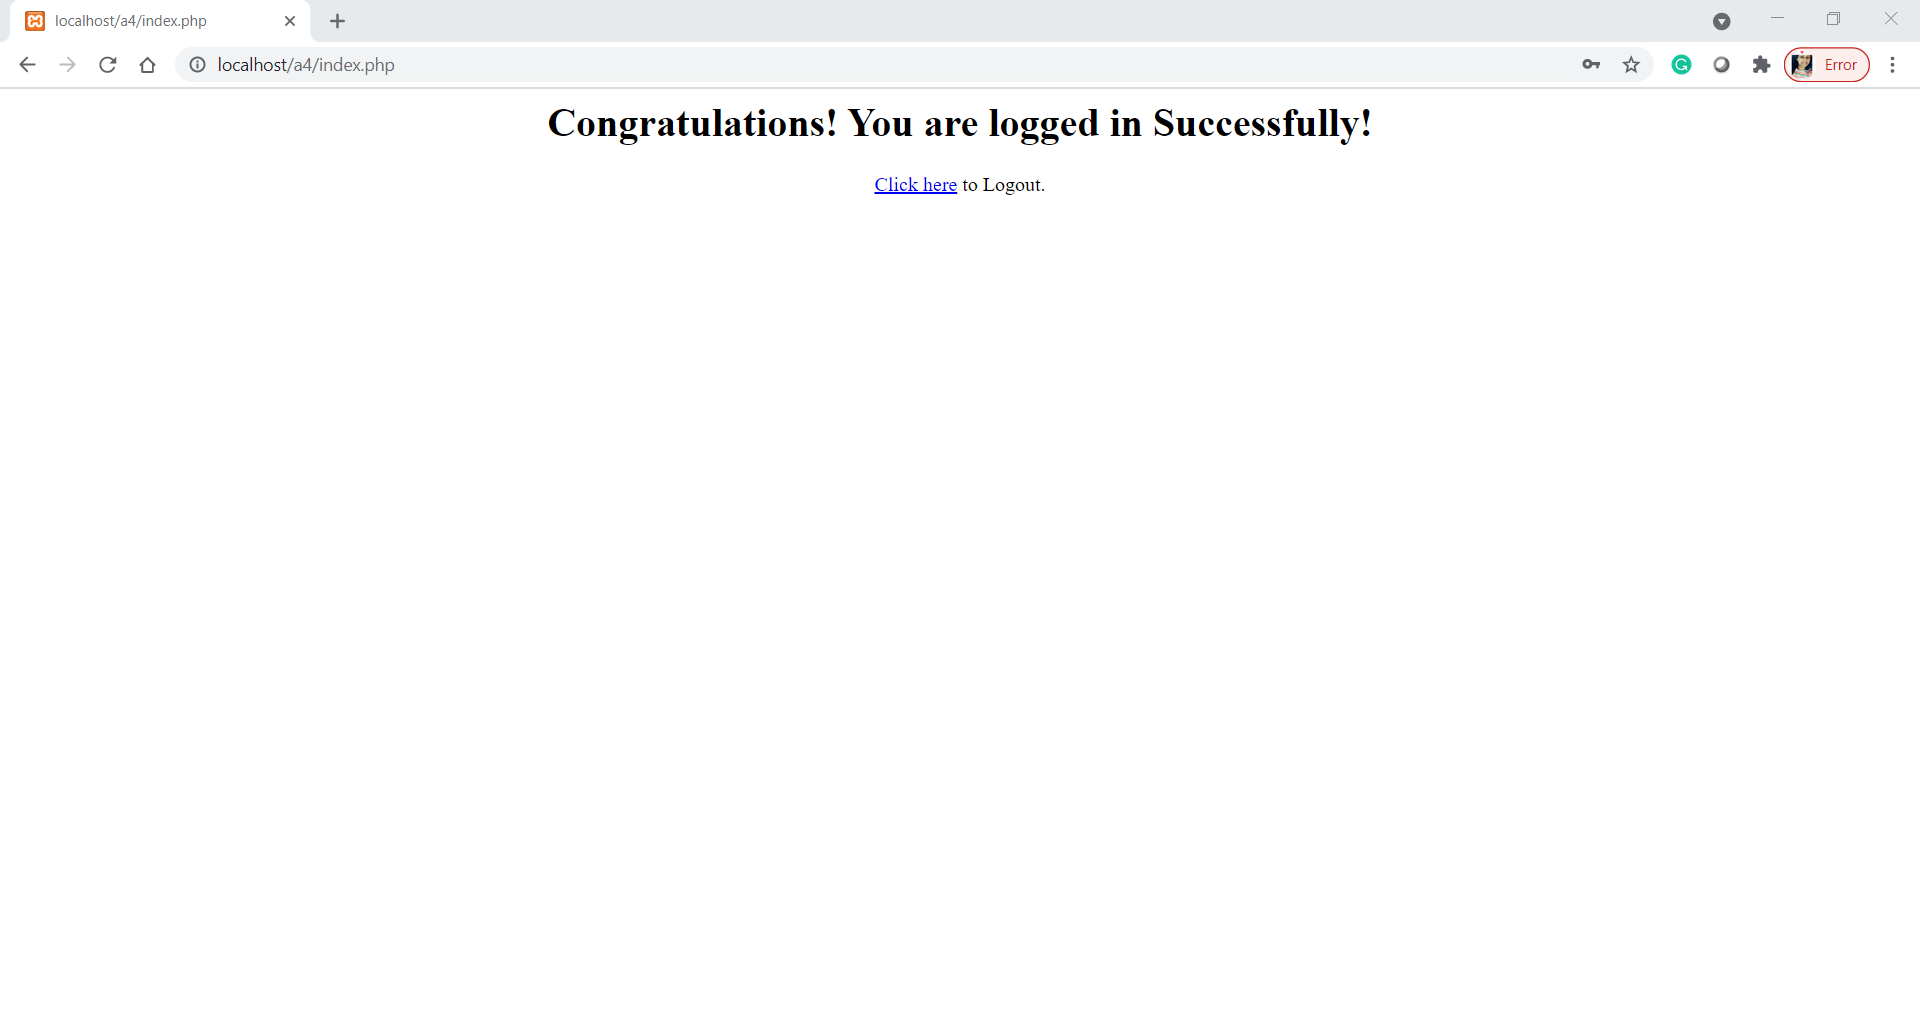 localhost/a4/index.php
localhost/a4/index.php
Error
Congratulations! You are logged in Successfully!
Click here to Logout.